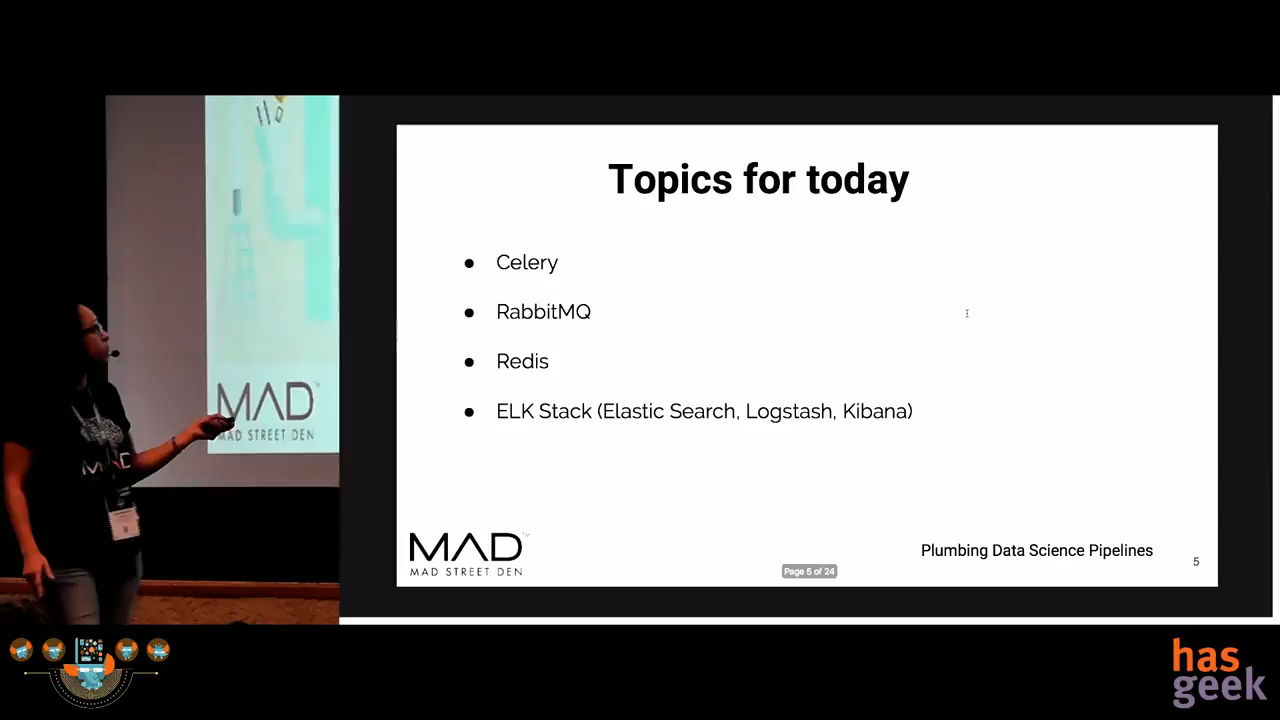 Topics for today
● Celery
● RabbitMQ
● Redis
● ELK Stack (Elastic Search, Logstash, Kibana)
MAD
MAD STREET DEN
Page 5 of 24
Plumbing Data Science Pipelines
5
MAD
MAD STREET DEN
has
geek